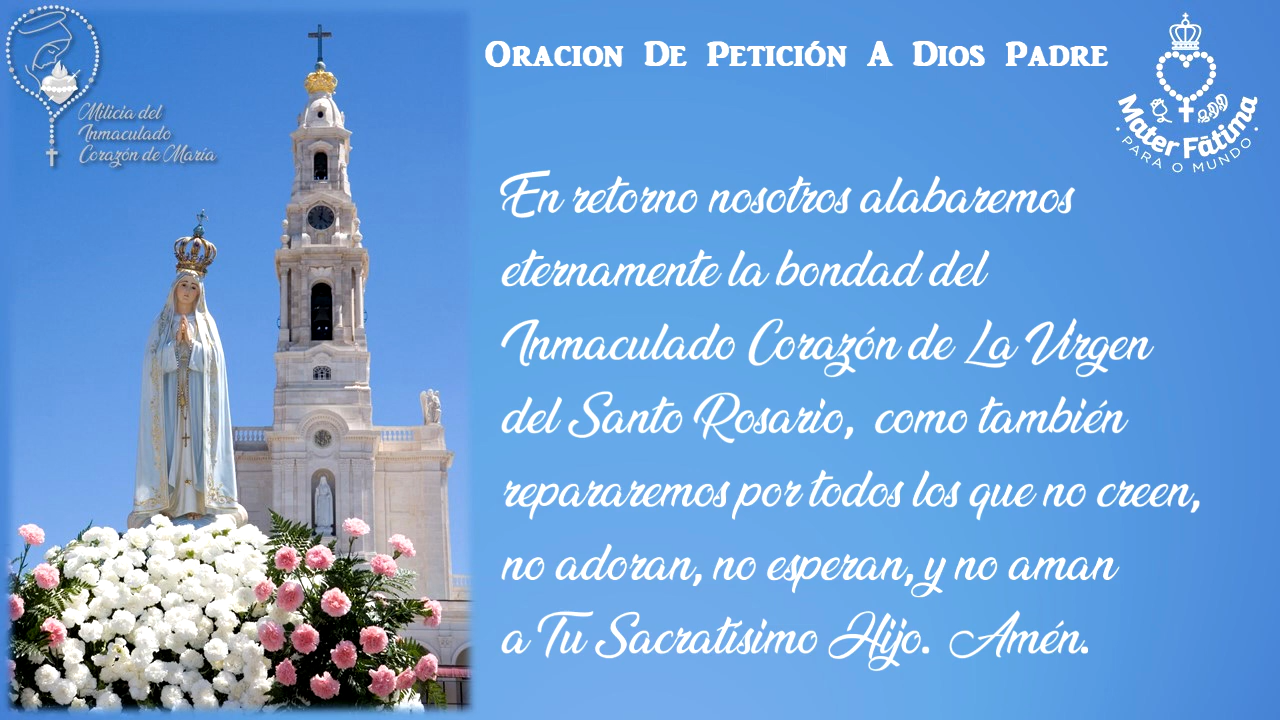 Milicia del
Inmaculado
Corazón de María
Oracion De Petición A Dios Padre
Mater Fátima
· PARA O MUNDO ·
En retorno nosotros alabaremos
eternamente la bondad del
Inmaculado Corazón de La Virgen
del Santo Rosario, como también
repararemos por todos los que no creen,
no adoran, no esperan, y no aman
a Tu Sacratísimo Hijo. Amén.